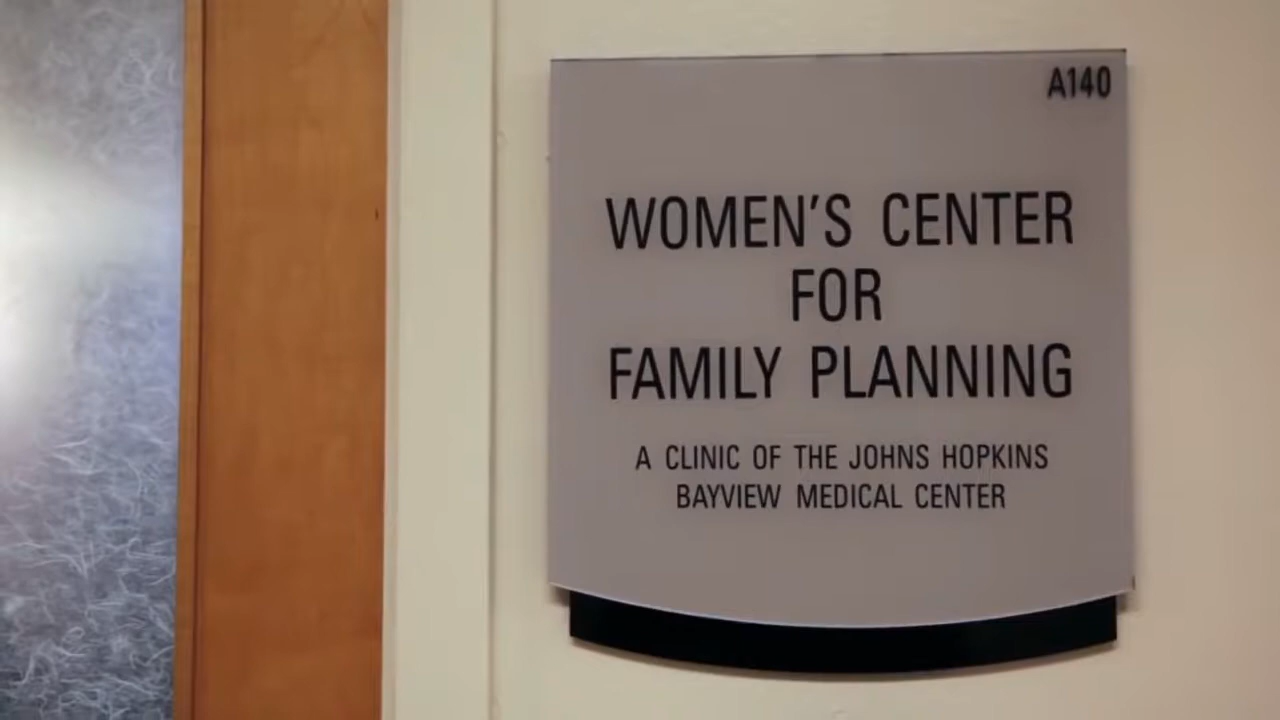 A140
WOMEN'S CENTER
FOR
FAMILY PLANNING
A CLINIC OF THE JOHNS HOPKINS
BAYVIEW MEDICAL CENTER